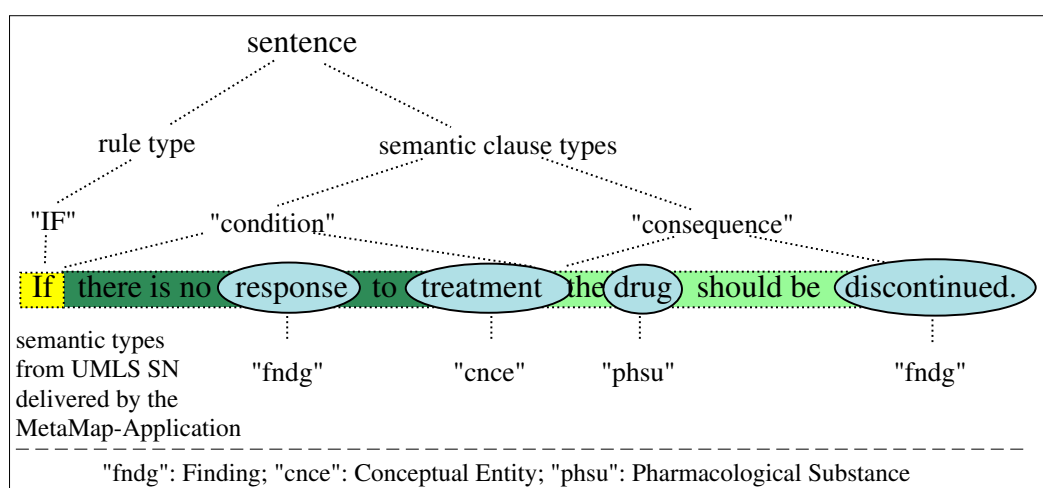 sentence
rule type semantic clause types
"IF" "condition" "consequence"
If there is no response to treatment the drug should be discontinued.
semantic types
from UMLS SN "fndg" "cnce" "phsu" "fndg"
delivered by the
MetaMap-Application
"fndg": Finding; "cnce": Conceptual Entity; "phsu": Pharmacological Substance